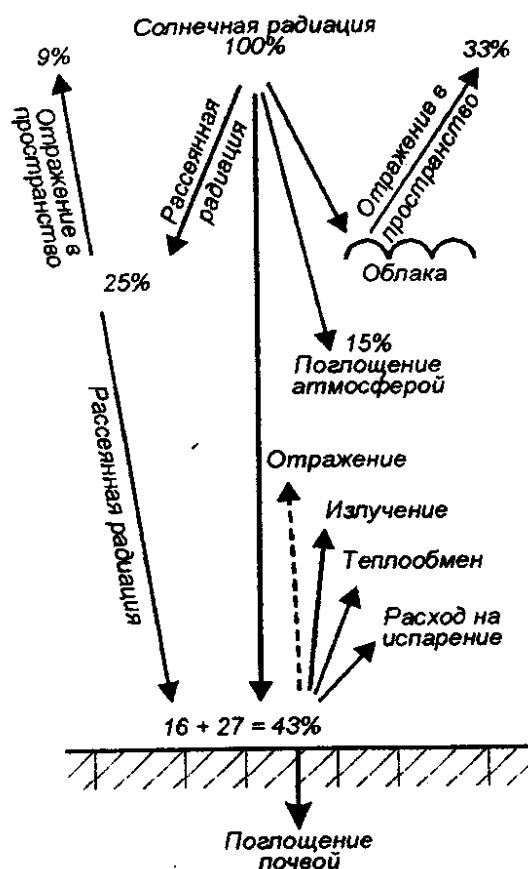 Солнечная радиация
100%
9%
33%
Отражение в
пространство
Рассеянная
радиация
Отражение в
пространство
Облака
25%
15%
Поглощение
атмосферой
Рассеянная радиация
Отражение
Излучение
Теплообмен
Расход на
испарение
16 + 27 = 43%
Поглощение
почвой